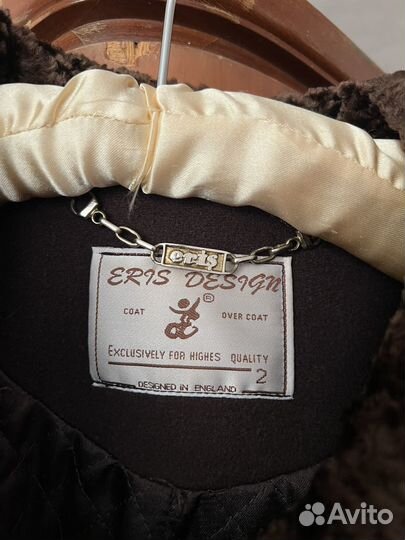 eris
ERIS DESIGN
®
COAT OVER COAT
EXCLUSIVELY FOR HIGHES QUALITY
2
DESIGNED IN ENGLAND
Avito